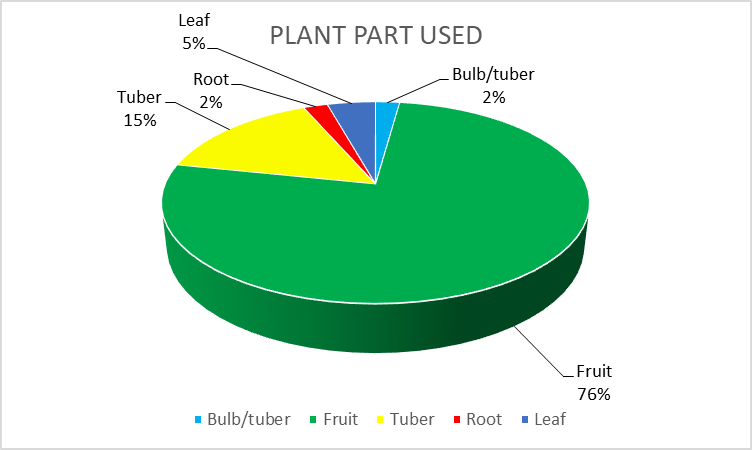 PLANT PART USED
Leaf
5%
Root
2%
Tuber
15%
Bulb/tuber
2%
Fruit
76%
Bulb/tuber Fruit Tuber Root Leaf